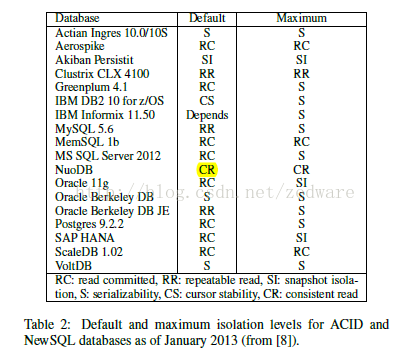 Database Default Maximum
Actian Ingres 10.0/10S S S
Aerospike RC RC
Akiban Persistit SI SI
Clustrix CLX 4100 RR RR
Greenplum 4.1 RC S
IBM DB2 10 for z/OS CS S
IBM Informix 11.50 Depends S
MySQL 5.6 RR S
MemSQL 1b RC RC
MS SQL Server 2012 RC S
NuoDB CR CR
Oracle 11g RC SI
http://blog.csdn.net/zedware
Oracle Berkeley DB S S
Oracle Berkeley DB JE RR S
Postgres 9.2.2 RC S
SAP HANA RC SI
ScaleDB 1.02 RC RC
VoltDB S S
RC: read committed, RR: repeatable read, SI: snapshot isola-
tion, S: serializability, CS: cursor stability, CR: consistent read
Table 2: Default and maximum isolation levels for ACID and
NewSQL databases as of January 2013 (from [8]).